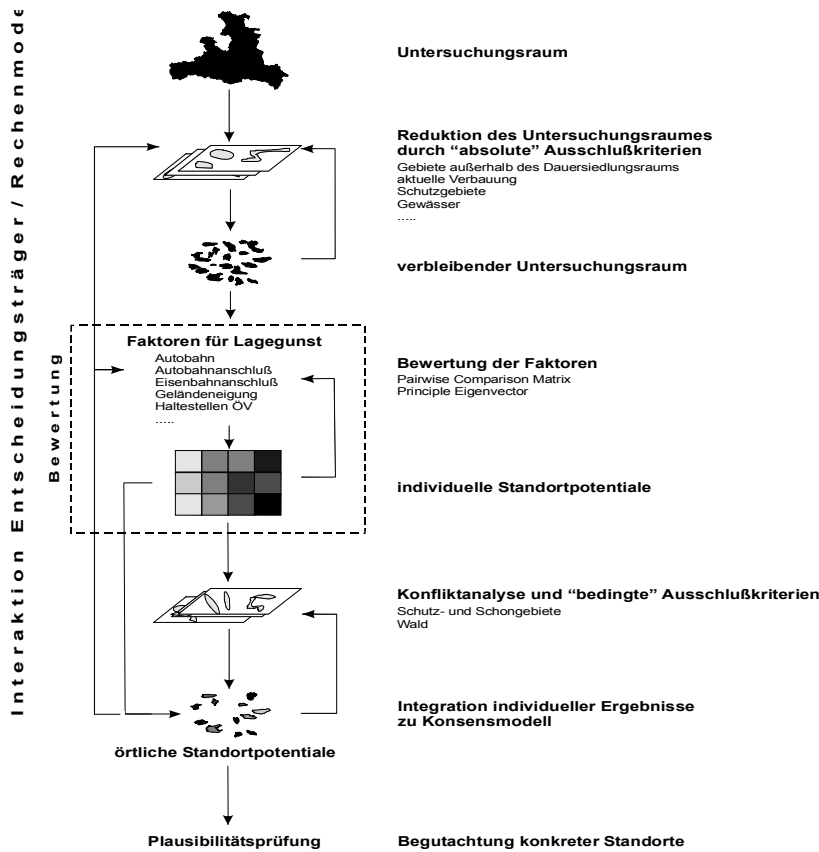 Interaktion Entscheidungsträger / Rechenmode
Untersuchungsraum
Reduktion des Untersuchungsraumes
durch “absolute” Ausschlußkriterien
Gebiete außerhalb des Dauersiedlungsraums
aktuelle Verbauung
Schutzgebiete
Gewässer
.....
verbleibender Untersuchungsraum
Bewertung
Faktoren für Lagegunst
Autobahn
Autobahnanschluß
Eisenbahnanschluß
Geländeneigung
Haltestellen ÖV
.....
Bewertung der Faktoren
Pairwise Comparison Matrix
Principle Eigenvector
individuelle Standortpotentiale
Konfliktanalyse und “bedingte” Ausschlußkriterien
Schutz- und Schongebiete
Wald
Integration individueller Ergebnisse
zu Konsensmodell
örtliche Standortpotentiale
Plausibilitätsprüfung
Begutachtung konkreter Standorte